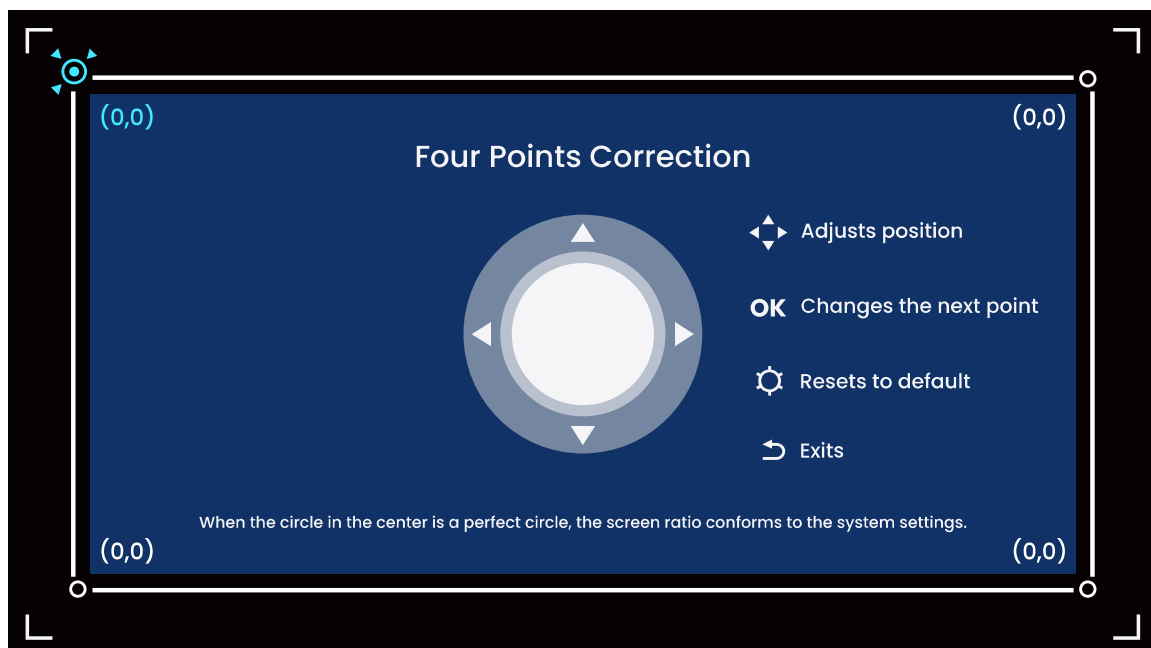 (0,0)
(0,0)
Four Points Correction
Adjusts position
OK Changes the next point
Resets to default
Exits
When the circle in the center is a perfect circle, the screen ratio conforms to the system settings.
(0,0)
(0,0)